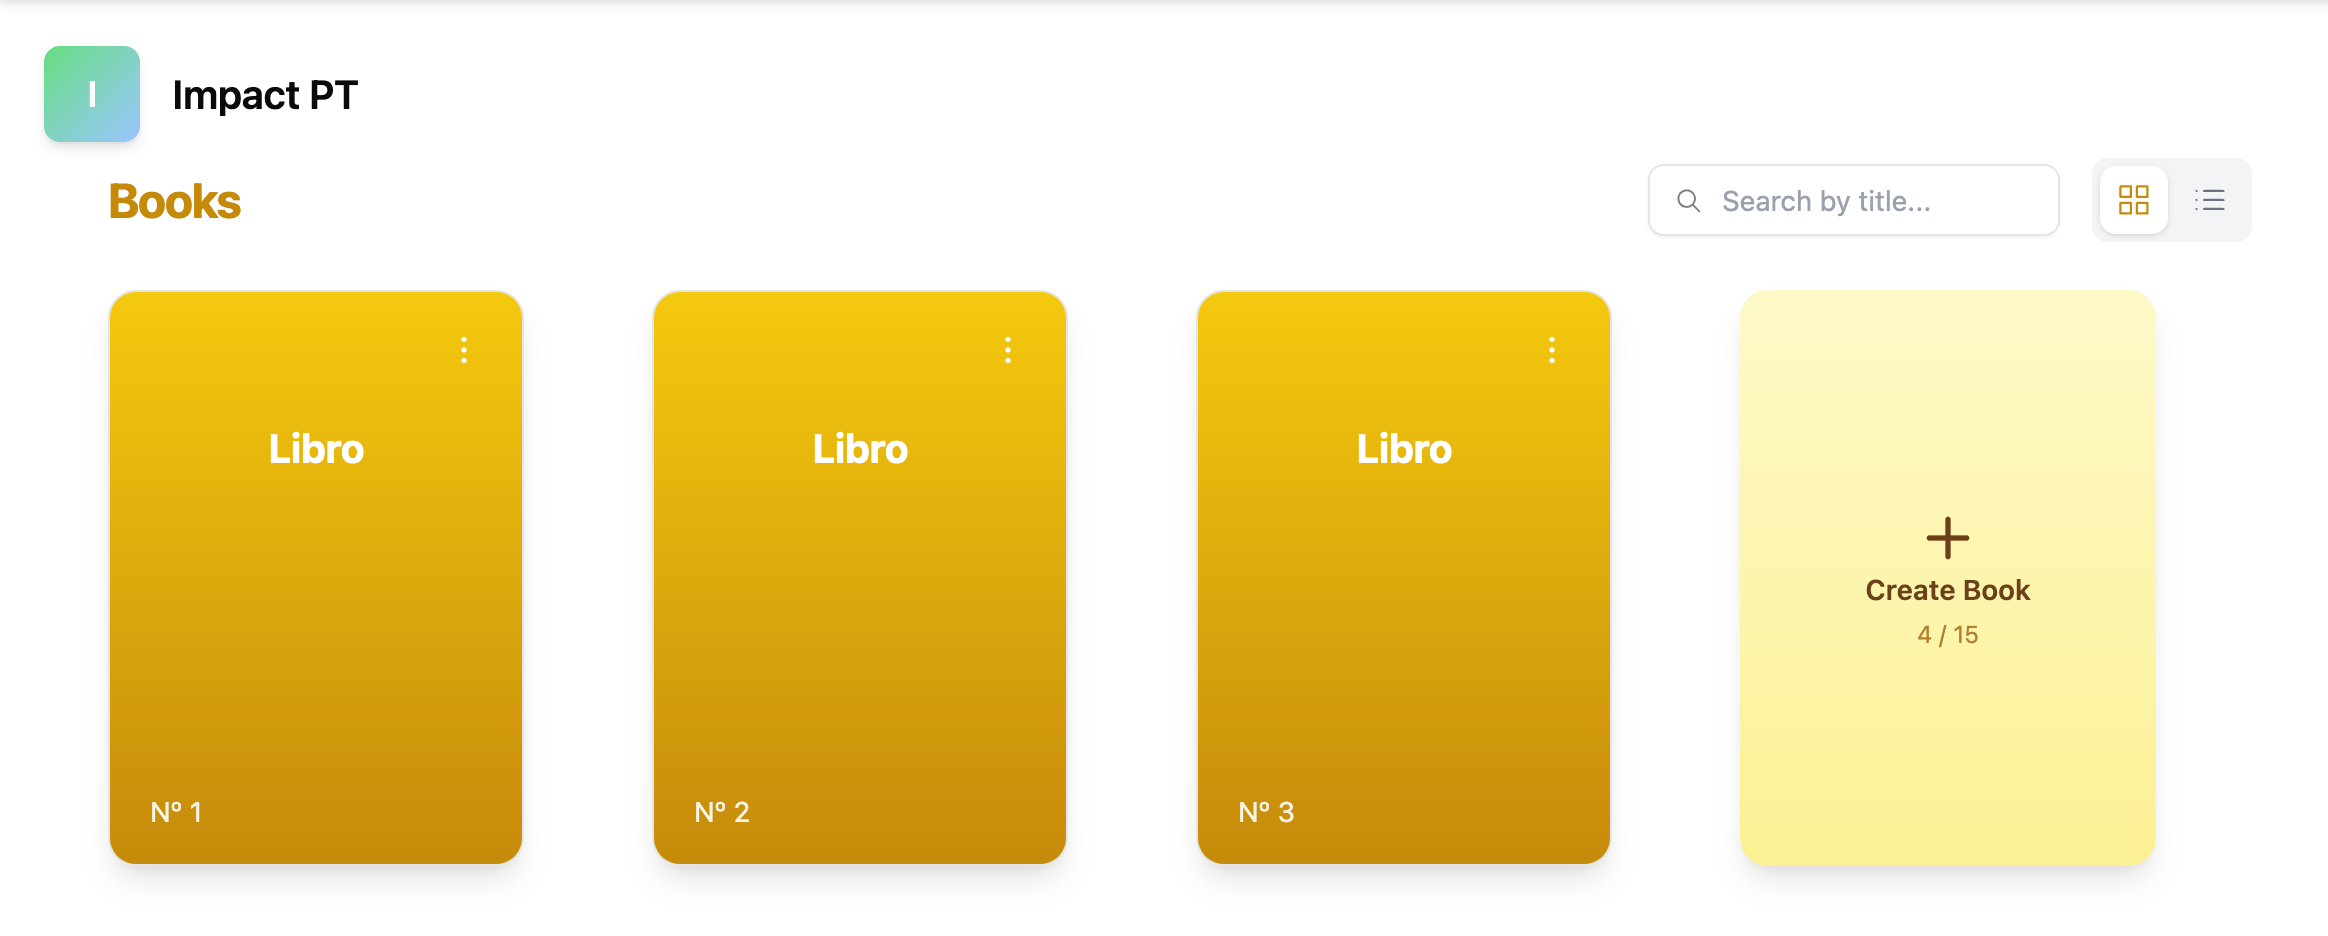 I
Impact PT
Books
Search by title...
Libro
Nº 1
Libro
Nº 2
Libro
Nº 3
Create Book
4 / 15